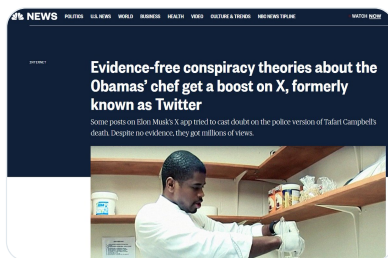 NEWS POLITICS U.S. NEWS WORLD BUSINESS HEALTH VIDEO CULTURE & TRENDS NBC NEWS TIPLINE WATCH NOW
INTERNET
Evidence-free conspiracy theories about the
Obamas’ chef get a boost on X, formerly
known as Twitter
Some posts on Elon Musk's X app tried to cast doubt on the police version of Tafari Campbell's
death. Despite no evidence, they got millions of views.